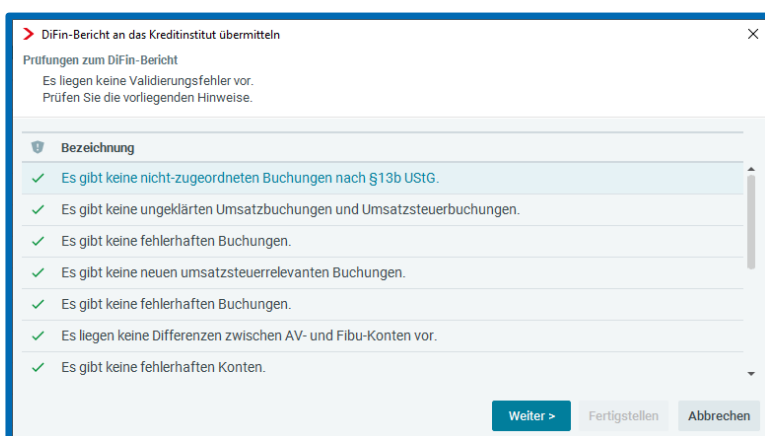 DiFin-Bericht an das Kreditinstitut übermitteln
Prüfungen zum DiFin-Bericht
Es liegen keine Validierungsfehler vor.
Prüfen Sie die vorliegenden Hinweise.
Bezeichnung
Es gibt keine nicht-zugeordneten Buchungen nach §13b UStG.
Es gibt keine ungeklärten Umsatzbuchungen und Umsatzsteuerbuchungen.
Es gibt keine fehlerhaften Buchungen.
Es gibt keine neuen umsatzsteuerrelevanten Buchungen.
Es gibt keine fehlerhaften Buchungen.
Es liegen keine Differenzen zwischen AV- und Fibu-Konten vor.
Es gibt keine fehlerhaften Konten.
Weiter > Fertigstellen Abbrechen